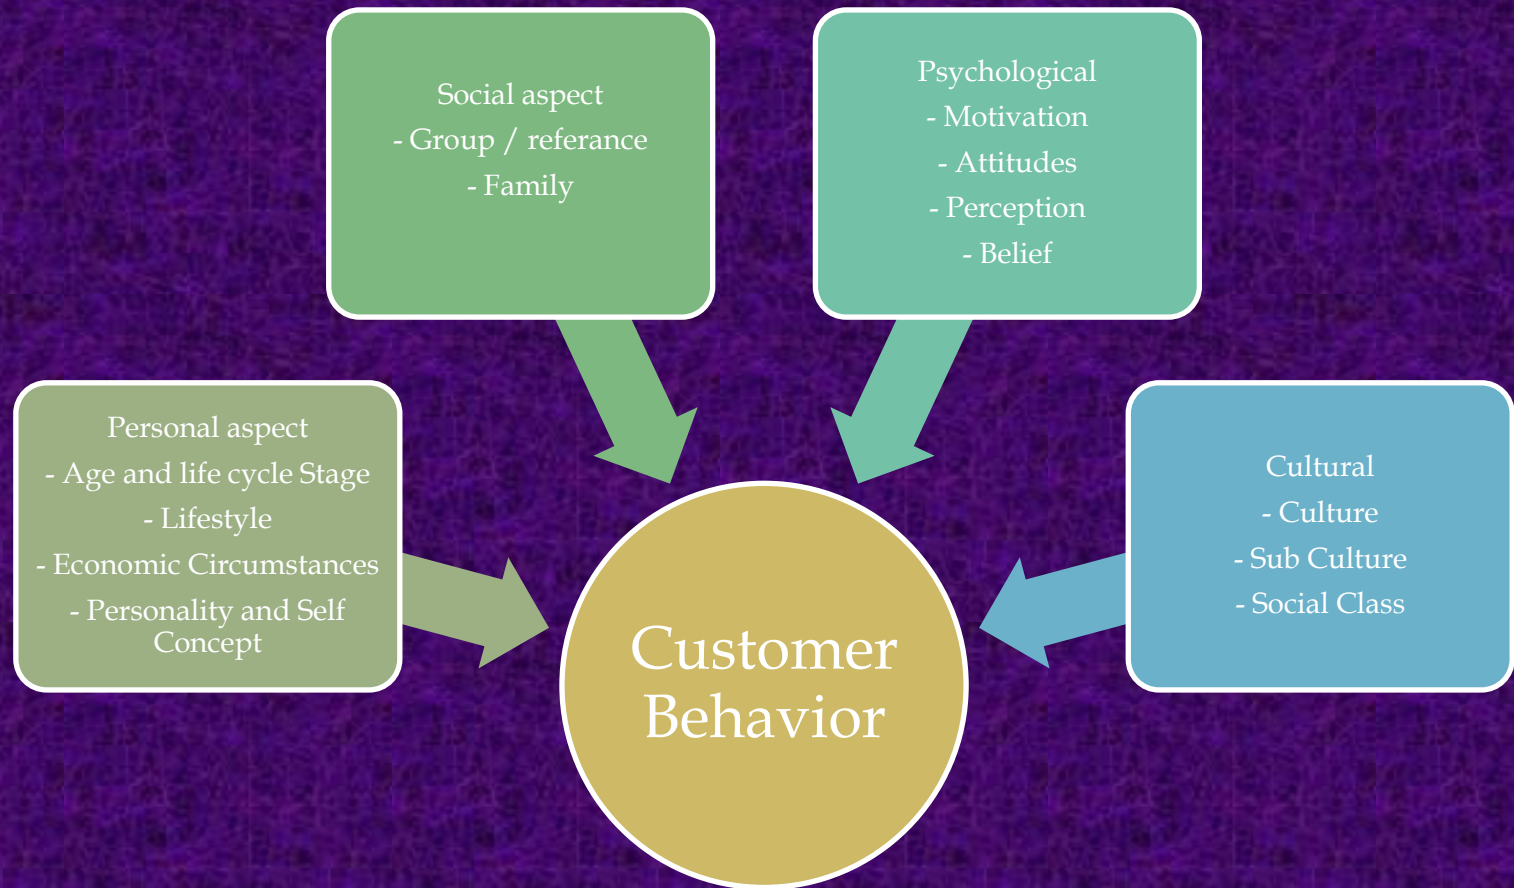 Social aspect
- Group / referance
- Family
Psychological
- Motivation
- Attitudes
- Perception
- Belief
Personal aspect
- Age and life cycle Stage
- Lifestyle
- Economic Circumstances
- Personality and Self
Concept
Cultural
- Culture
- Sub Culture
- Social Class
Customer
Behavior